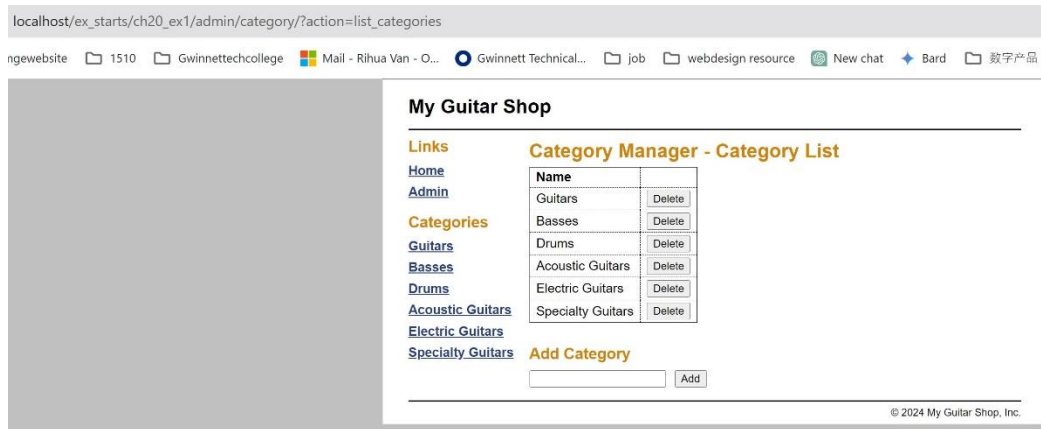 localhost/ex_starts/ch20_ex1/admin/category/?action=list_categories
ngewebsite 1510 Gwinnettechcollege Mail - Rihua Van - O... Gwinnett Technical... job webdesign resource New chat Bard 数字产品
My Guitar Shop
Links
Home
Admin
Categories
Guitars
Basses
Drums
Acoustic Guitars
Electric Guitars
Specialty Guitars
Category Manager - Category List
Name
Guitars Delete
Basses Delete
Drums Delete
Acoustic Guitars Delete
Electric Guitars Delete
Specialty Guitars Delete
Add Category
Add
© 2024 My Guitar Shop, Inc.